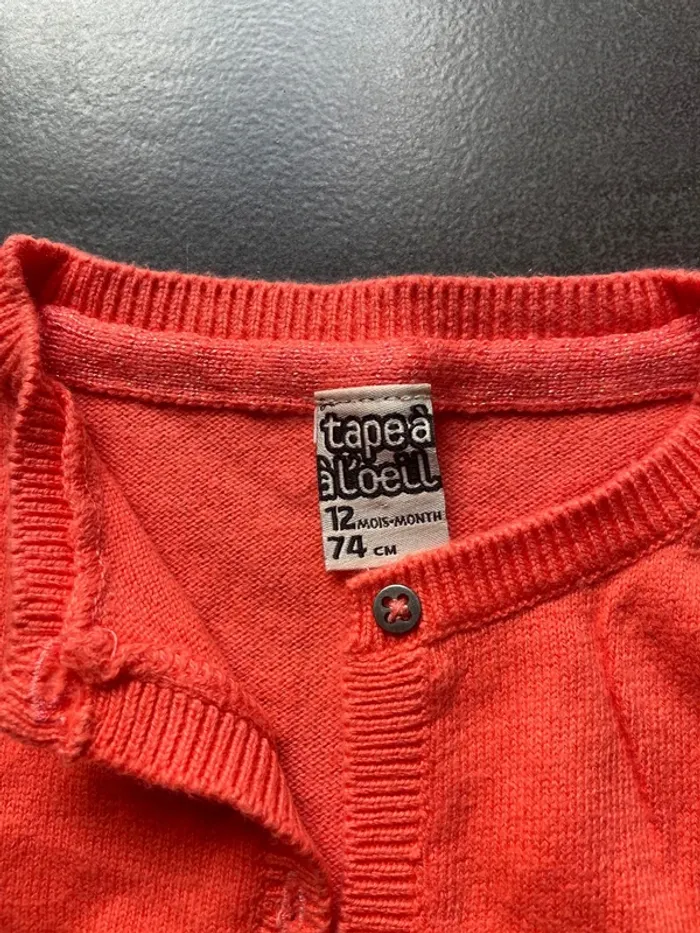 tape à
à l'oeil
12 MOIS-MONTH
74 CM